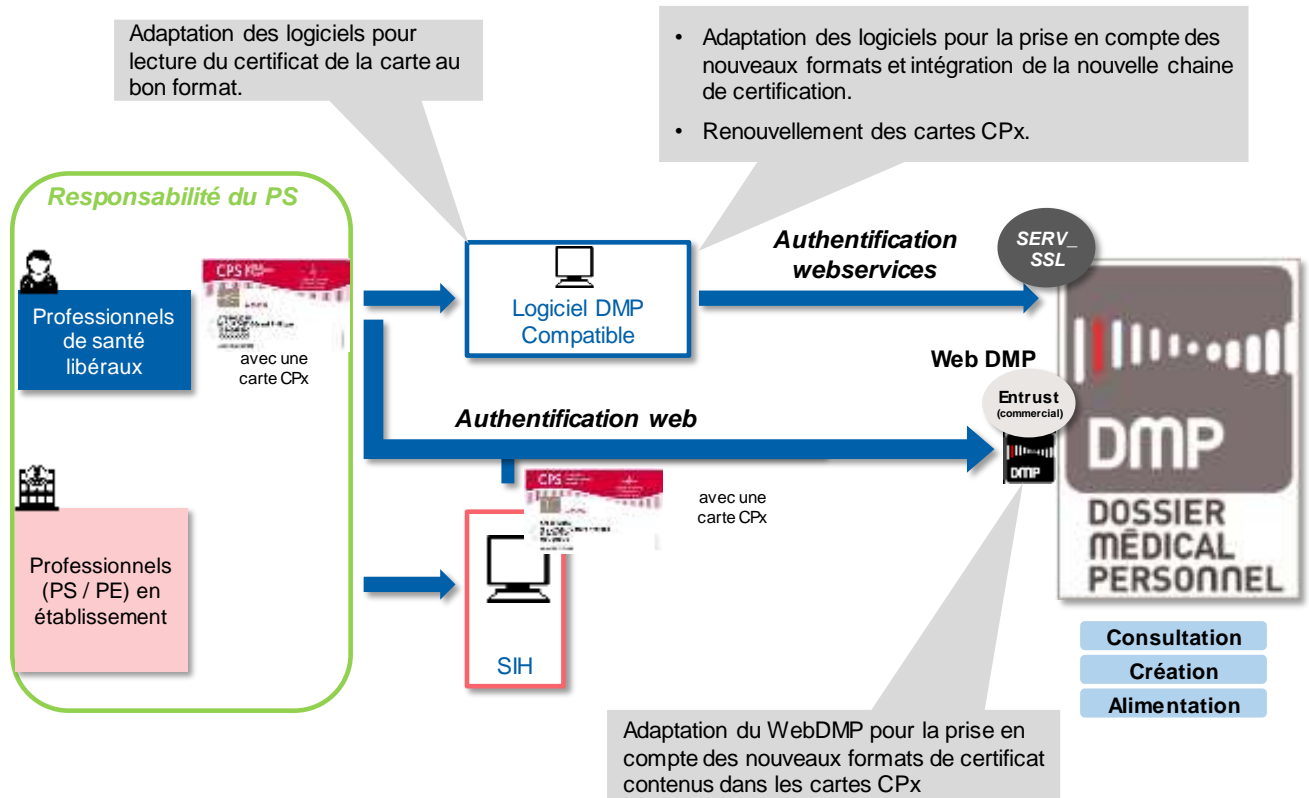 Adaptation des logiciels pour
lecture du certificat de la carte au
bon format.
• Adaptation des logiciels pour la prise en compte des
nouveaux formats et intégration de la nouvelle chaine
de certification.
• Renouvellement des cartes CPx.
Responsabilité du PS
Professionnels
de santé
libéraux
CPS
avec une
carte CPx
Logiciel DMP
Compatible
Authentification
webservices
SERV_
SSL
Web DMP
Entrust
(commercial)
DMP
Authentification web
DMP
DOSSIER
MÉDICAL
PERSONNEL
CPS
avec une
carte CPx
Professionnels
(PS / PE) en
établissement
SIH
Consultation
Création
Alimentation
Adaptation du WebDMP pour la prise en
compte des nouveaux formats de certificat
contenus dans les cartes CPx